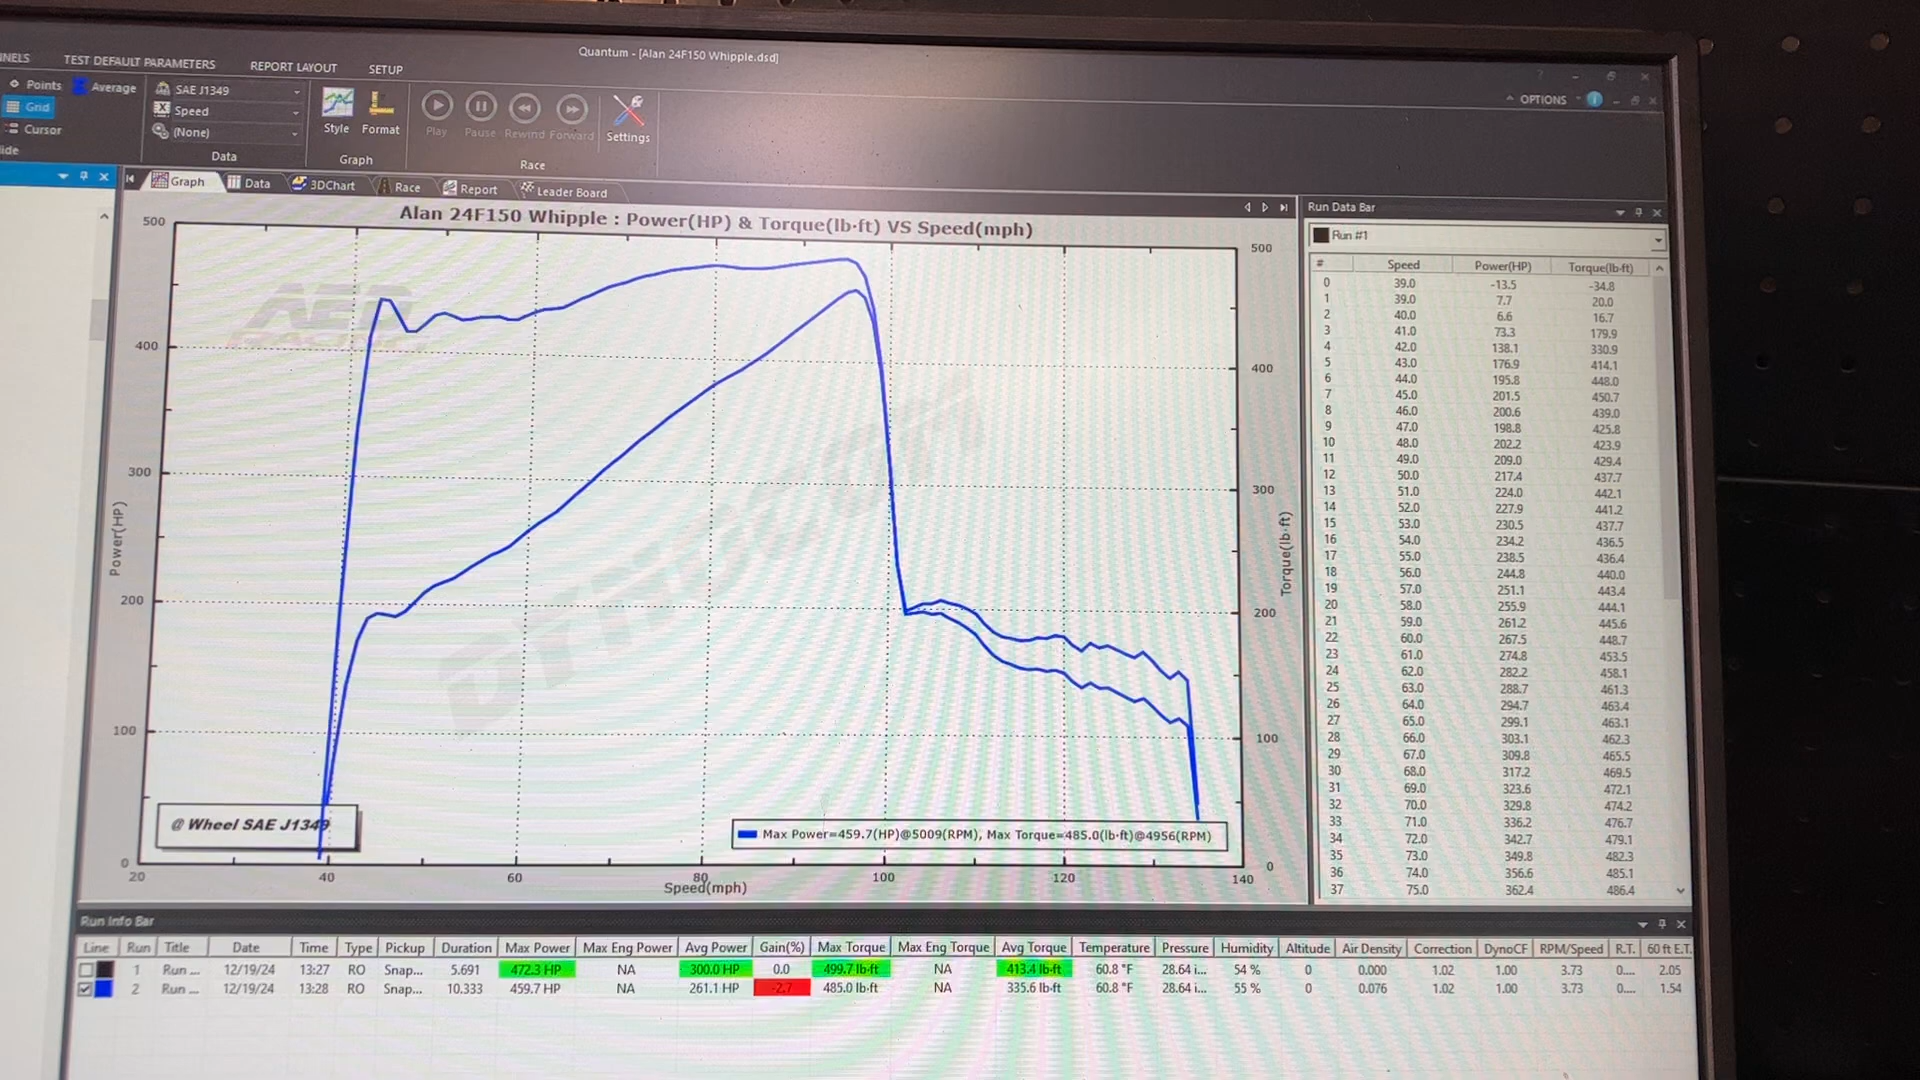 Quantum - [Alan 24F150 Whipple.dsd]
NNELS TEST DEFAULT PARAMETERS REPORT LAYOUT SETUP
OPTIONS
Points Average SAE J1349
Grid Speed
Cursor (None)
Style Format Play Pause Rewind Forward Settings
Data Graph Race
Graph Data 3DChart Race Report Leader Board
Alan 24F150 Whipple : Power(HP) & Torque(lb·ft) VS Speed(mph)
AED
RACING
DYNOCOM
500
400
300
200
100
0
Power(HP)
500
400
300
200
100
0
Torque(lb·ft)
@ Wheel SAE J1349
Max Power=459.7(HP)@5009(RPM), Max Torque=485.0(lb·ft)@4956(RPM)
20 40 60 80 100 120 140
Speed(mph)
Run Data Bar
Run #1
# Speed Power(HP) Torque(lb·ft)
0 39.0 -13.5 -34.8
1 39.0 7.7 20.0
2 40.0 6.6 16.7
3 41.0 73.3 179.9
4 42.0 138.1 330.9
5 43.0 176.9 414.1
6 44.0 195.8 448.0
7 45.0 201.5 450.7
8 46.0 200.6 439.0
9 47.0 198.8 425.8
10 48.0 202.2 423.9
11 49.0 209.0 429.4
12 50.0 217.4 437.7
13 51.0 224.0 442.1
14 52.0 227.9 441.2
15 53.0 230.5 437.7
16 54.0 234.2 436.5
17 55.0 238.5 436.4
18 56.0 244.8 440.0
19 57.0 251.1 443.4
20 58.0 255.9 444.1
21 59.0 261.2 445.6
22 60.0 267.5 448.7
23 61.0 274.8 453.5
24 62.0 282.2 458.1
25 63.0 288.7 461.3
26 64.0 294.7 463.4
27 65.0 299.1 463.1
28 66.0 303.1 462.3
29 67.0 309.8 465.5
30 68.0 317.2 469.5
31 69.0 323.6 472.1
32 70.0 329.8 474.2
33 71.0 336.2 476.7
34 72.0 342.7 479.1
35 73.0 349.8 482.3
36 74.0 356.6 485.1
37 75.0 362.4 486.4
Run Info Bar
Line Run Title Date Time Type Pickup Duration Max Power Max Eng Power Avg Power Gain(%) Max Torque Max Eng Torque Avg Torque Temperature Pressure Humidity Altitude Air Density Correction DynoCF RPM/Speed R.T. 60 ft E.T.
1 Run ... 12/19/24 13:27 RO Snap... 5.691 472.3 HP NA 300.0 HP 0.0 499.7 lb·ft NA 413.4 lb·ft 60.8 °F 28.64 i... 54 % 0 0.000 1.02 1.00 3.73 0.... 2.05
2 Run ... 12/19/24 13:28 RO Snap... 10.333 459.7 HP NA 261.1 HP -2.7 485.0 lb·ft NA 335.6 lb·ft 60.8 °F 28.64 i... 55 % 0 0.076 1.02 1.00 3.73 0.... 1.54